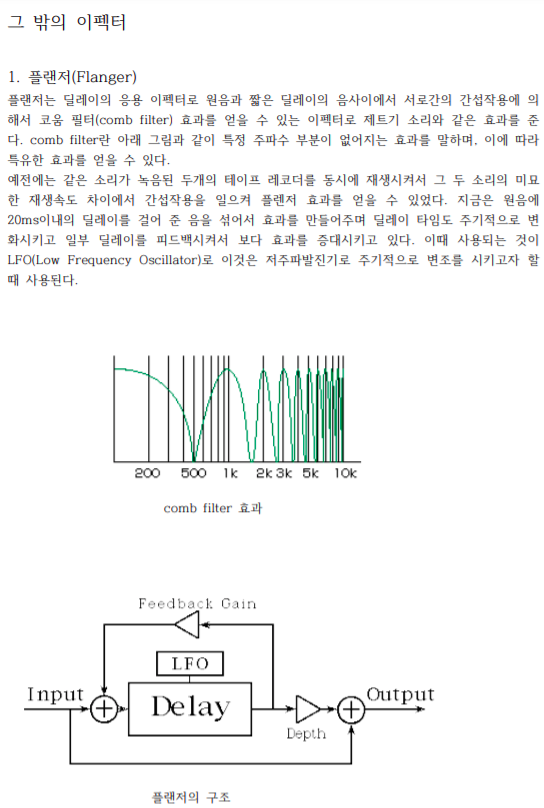 그 밖의 이펙터
1. 플랜저(Flanger)
플랜저는 딜레이의 응용 이펙터로 원음과 짧은 딜레이의 음사이에서 서로간의 간섭작용에 의
해서 코움 필터(comb filter) 효과를 얻을 수 있는 이펙터로 제트기 소리와 같은 효과를 준
다. comb filter란 아래 그림과 같이 특정 주파수 부분이 없어지는 효과를 말하며, 이에 따라
특유한 효과를 얻을 수 있다.
예전에는 같은 소리가 녹음된 두개의 테이프 레코더를 동시에 재생시켜서 그 두 소리의 미묘
한 재생속도 차이에서 간섭작용을 일으켜 플렌저 효과를 얻을 수 있었다. 지금은 원음에
20ms이내의 딜레이를 걸어 준 음을 섞어서 효과를 만들어주며 딜레이 타임도 주기적으로 변
화시키고 일부 딜레이를 피드백시켜서 보다 효과를 증대시키고 있다. 이때 사용되는 것이
LFO(Low Frequency Oscillator)로 이것은 저주파발진기로 주기적으로 변조를 시키고자 할
때 사용된다.
200 500 1k 2k 3k 5k 10k
comb filter 효과
Feedback Gain
LFO
Input
Delay
Output
Depth
플랜저의 구조